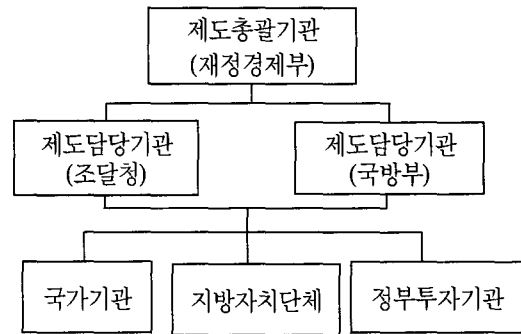 제도총괄기관
(재정경제부)
제도담당기관
(조달청)
제도담당기관
(국방부)
국가기관
지방자치단체
정부투자기관